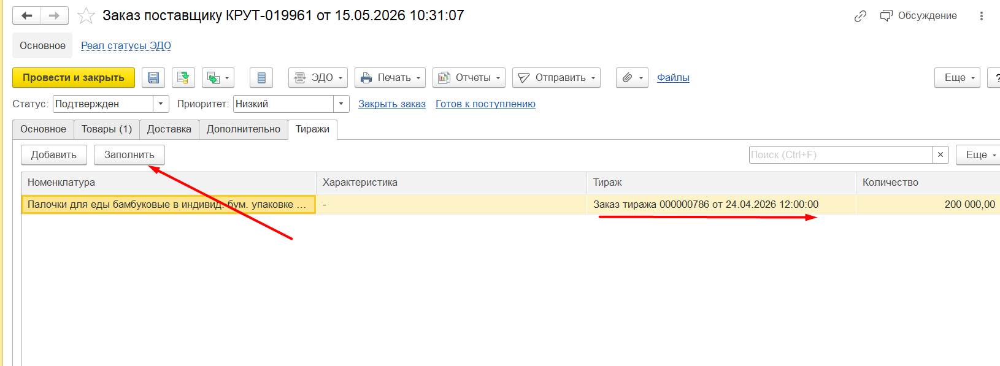 Заказ поставщику КРУТ-019961 от 15.05.2026 10:31:07
Обсуждение
Основное Реал статусы ЭДО
Провести и закрыть ЭДО Печать Отчеты Отправить Файлы Еще ?
Статус: Подтвержден Приоритет: Низкий Закрыть заказ Готов к поступлению
Основное Товары (1) Доставка Дополнительно Тиражи
Добавить Заполнить Поиск (Ctrl+F) × Еще
Номенклатура Характеристика Тираж Количество
Палочки для еды бамбуковые в индивид. бум. упаковке ... - Заказ тиража 000000786 от 24.04.2026 12:00:00 200 000,00